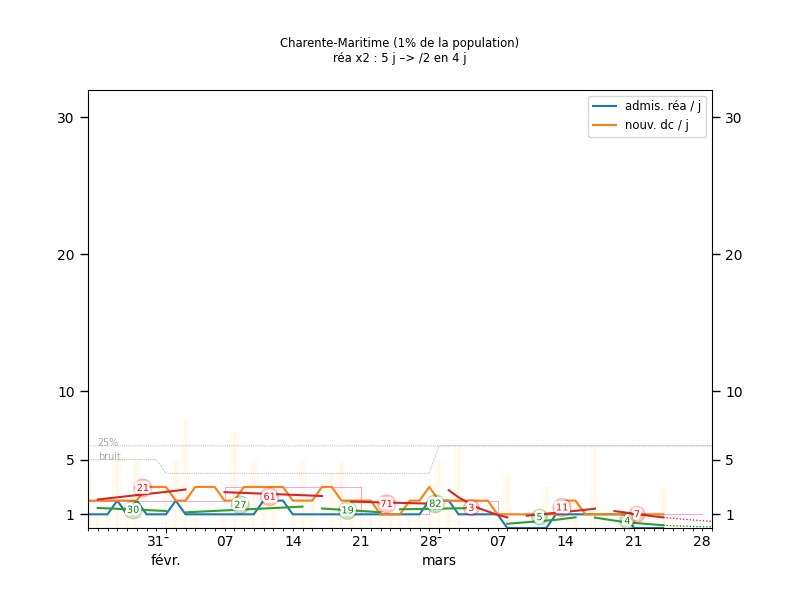 Charente-Maritime (1% de la population)
réa x2 : 5 j –> /2 en 4 j
admis. réa / j
nouv. dc / j
30 30
20 20
10 10
25%
bruit
5 5
21 61 71 82 3 11 7
30 27 19 5 4
1 1
31 07 14 21 28 07 14 21 28
févr. mars